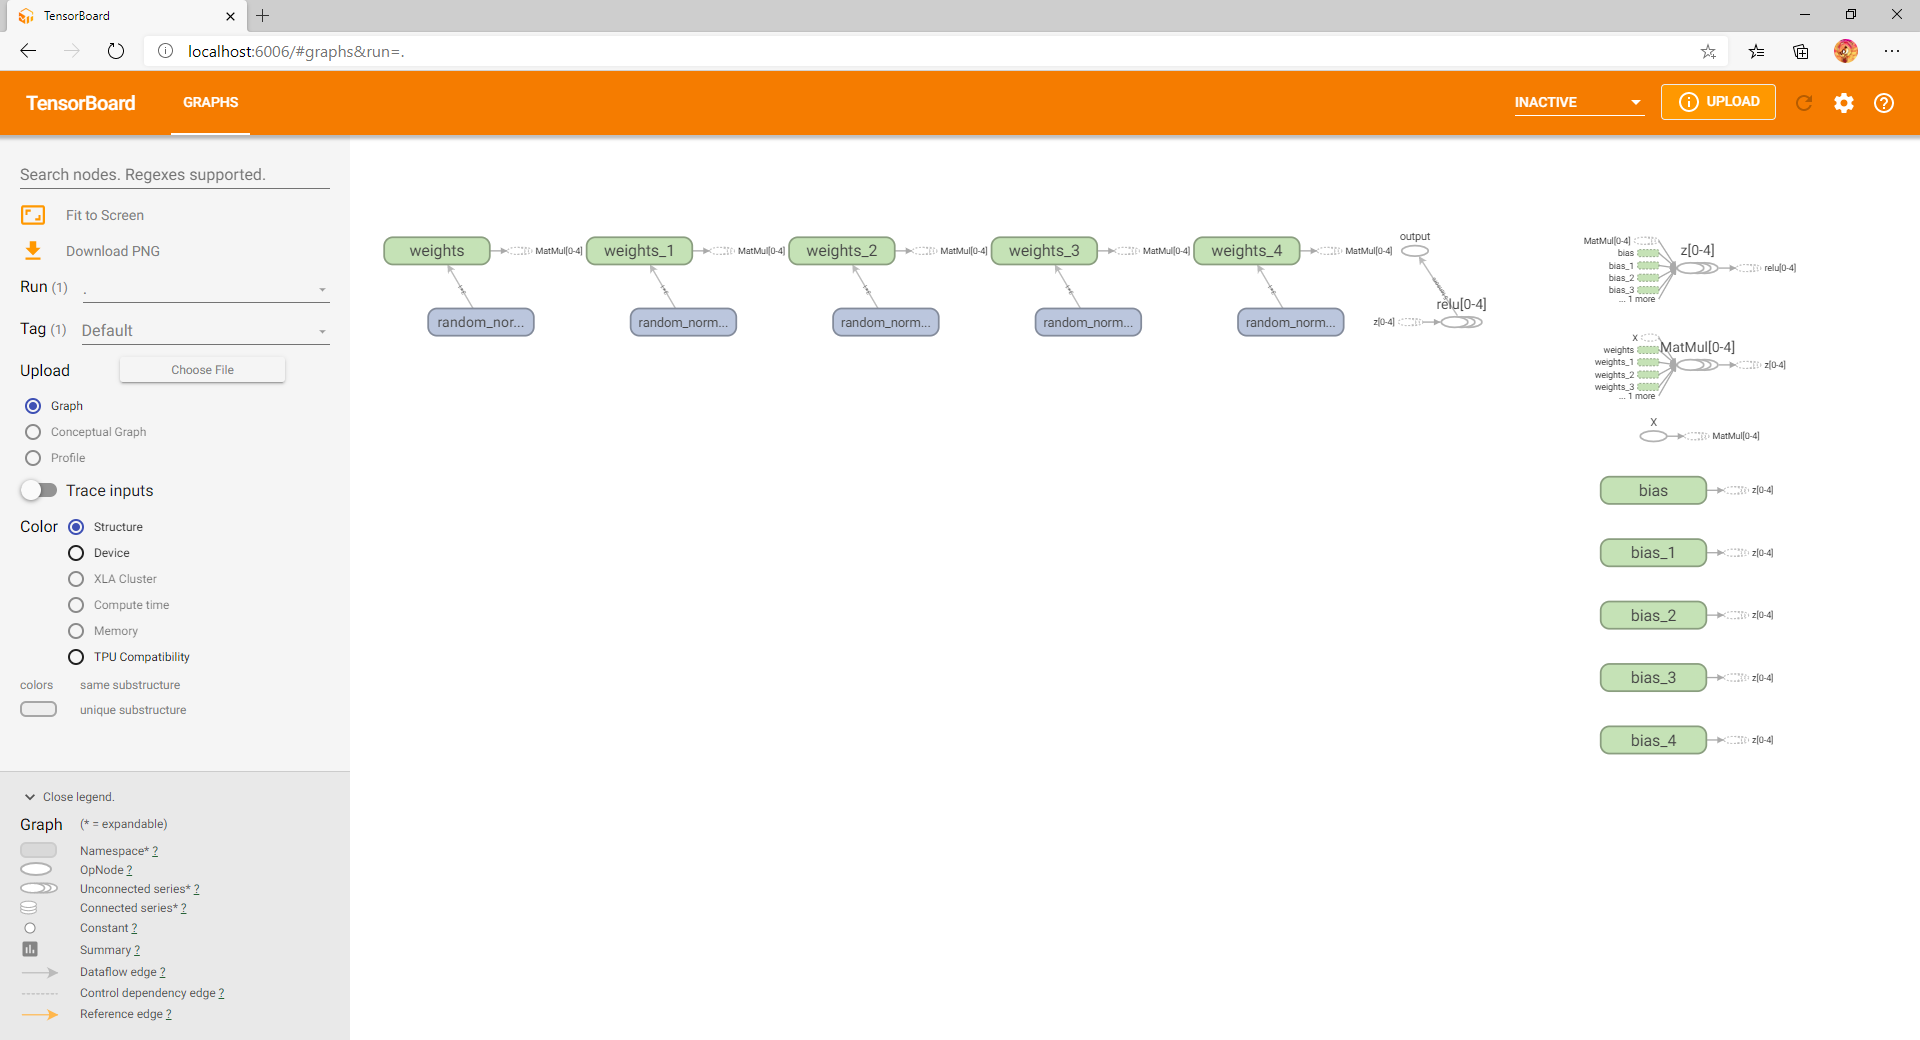 TensorBoard
localhost:6006/#graphs&run=.
TensorBoard
GRAPHS
INACTIVE
UPLOAD
Search nodes. Regexes supported.
Fit to Screen
Download PNG
Run (1)
.
Tag (1)
Default
Upload
Choose File
Graph
Conceptual Graph
Profile
Trace inputs
Color
Structure
Device
XLA Cluster
Compute time
Memory
TPU Compatibility
colors
same substructure
unique substructure
Close legend.
Graph
(* = expandable)
Namespace* ?
OpNode ?
Unconnected series* ?
Connected series* ?
Constant ?
Summary ?
Dataflow edge ?
Control dependency edge ?
Reference edge ?
weights
MatMul[0-4]
weights_1
MatMul[0-4]
weights_2
MatMul[0-4]
weights_3
MatMul[0-4]
weights_4
MatMul[0-4]
output
random_nor...
random_norm...
random_norm...
random_norm...
random_norm...
z[0-4]
relu[0-4]
MatMul[0-4]
bias
bias_1
bias_2
bias_3
... 1 more
z[0-4]
relu[0-4]
X
weights
weights_1
weights_2
weights_3
... 1 more
MatMul[0-4]
z[0-4]
X
MatMul[0-4]
bias
z[0-4]
bias_1
z[0-4]
bias_2
z[0-4]
bias_3
z[0-4]
bias_4
z[0-4]